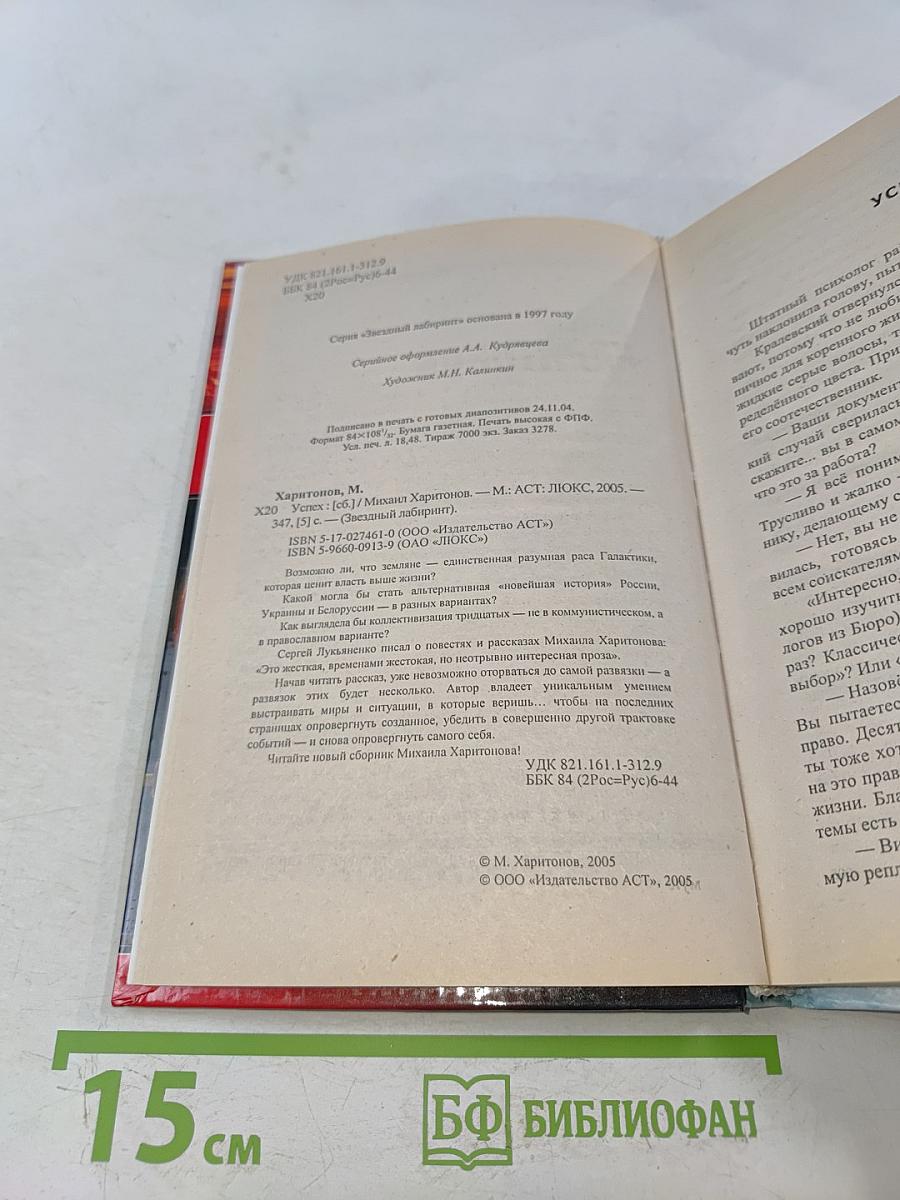 УДК 821.161.1-312.9
ББК 84 (2Рос=Рус)6-44
Х20
Серия «Звездный лабиринт» основана в 1997 году
Серийное оформление А.А. Кудрявцева
Художник М.Н. Калинкин
Подписано в печать с готовых диапозитивов 24.11.04.
Формат 84×108¹/₃₂. Бумага газетная. Печать высокая с ФПФ.
Усл. печ. л. 18,48. Тираж 7000 экз. Заказ 3278.
Харитонов, М.
Х20 Успех : [сб.] / Михаил Харитонов. — М.: АСТ: ЛЮКС, 2005. —
347, [5] с. — (Звездный лабиринт).
ISBN 5-17-027461-0 (ООО «Издательство АСТ»)
ISBN 5-9660-0913-9 (ОАО «ЛЮКС»)
Возможно ли, что земляне — единственная разумная раса Галактики,
которая ценит власть выше жизни?
Какой могла бы стать альтернативная «новейшая история» России,
Украины и Белоруссии — в разных вариантах?
Как выглядела бы коллективизация тридцатых — не в коммунистическом, а
в православном варианте?
Сергей Лукьяненко писал о повестях и рассказах Михаила Харитонова:
«Это жесткая, временами жестокая, но неотрывно интересная проза».
Начав читать рассказ, уже невозможно оторваться до самой развязки — а
развязок этих будет несколько. Автор владеет уникальным умением
выстраивать миры и ситуации, в которые веришь... чтобы на последних
страницах опровергнуть созданное, убедить в совершенно другой трактовке
событий — и снова опровергнуть самого себя.
Читайте новый сборник Михаила Харитонова!
УДК 821.161.1-312.9
ББК 84 (2Рос=Рус)6-44
© М. Харитонов, 2005
© ООО «Издательство АСТ», 2005
Штатный психолог
чуть наклонила голову,
Кралевский отвернулс
вают, потому что не люби
пичное для коренного жи
жидкие серые волосы, т
ределённого цвета. При
его соотечественник.
— Ваши документ
кий случай сверилась
скажите... вы в самом
что это за работа?
— Я всё поним
Трусливо и жалко —
нику, делающему с
— Нет, вы не
вилась, готовясь
всем соискателям
«Интересно,
хорошо изучить
логов из Бюро)
раз? Классичес
выбор»? Или «
— Назовё
Вы пытаетес
право. Десят
ты тоже хот
на это прав
жизни. Бла
темы есть
— Ви
мую репл
15 см
БФ БИБЛИОФАН